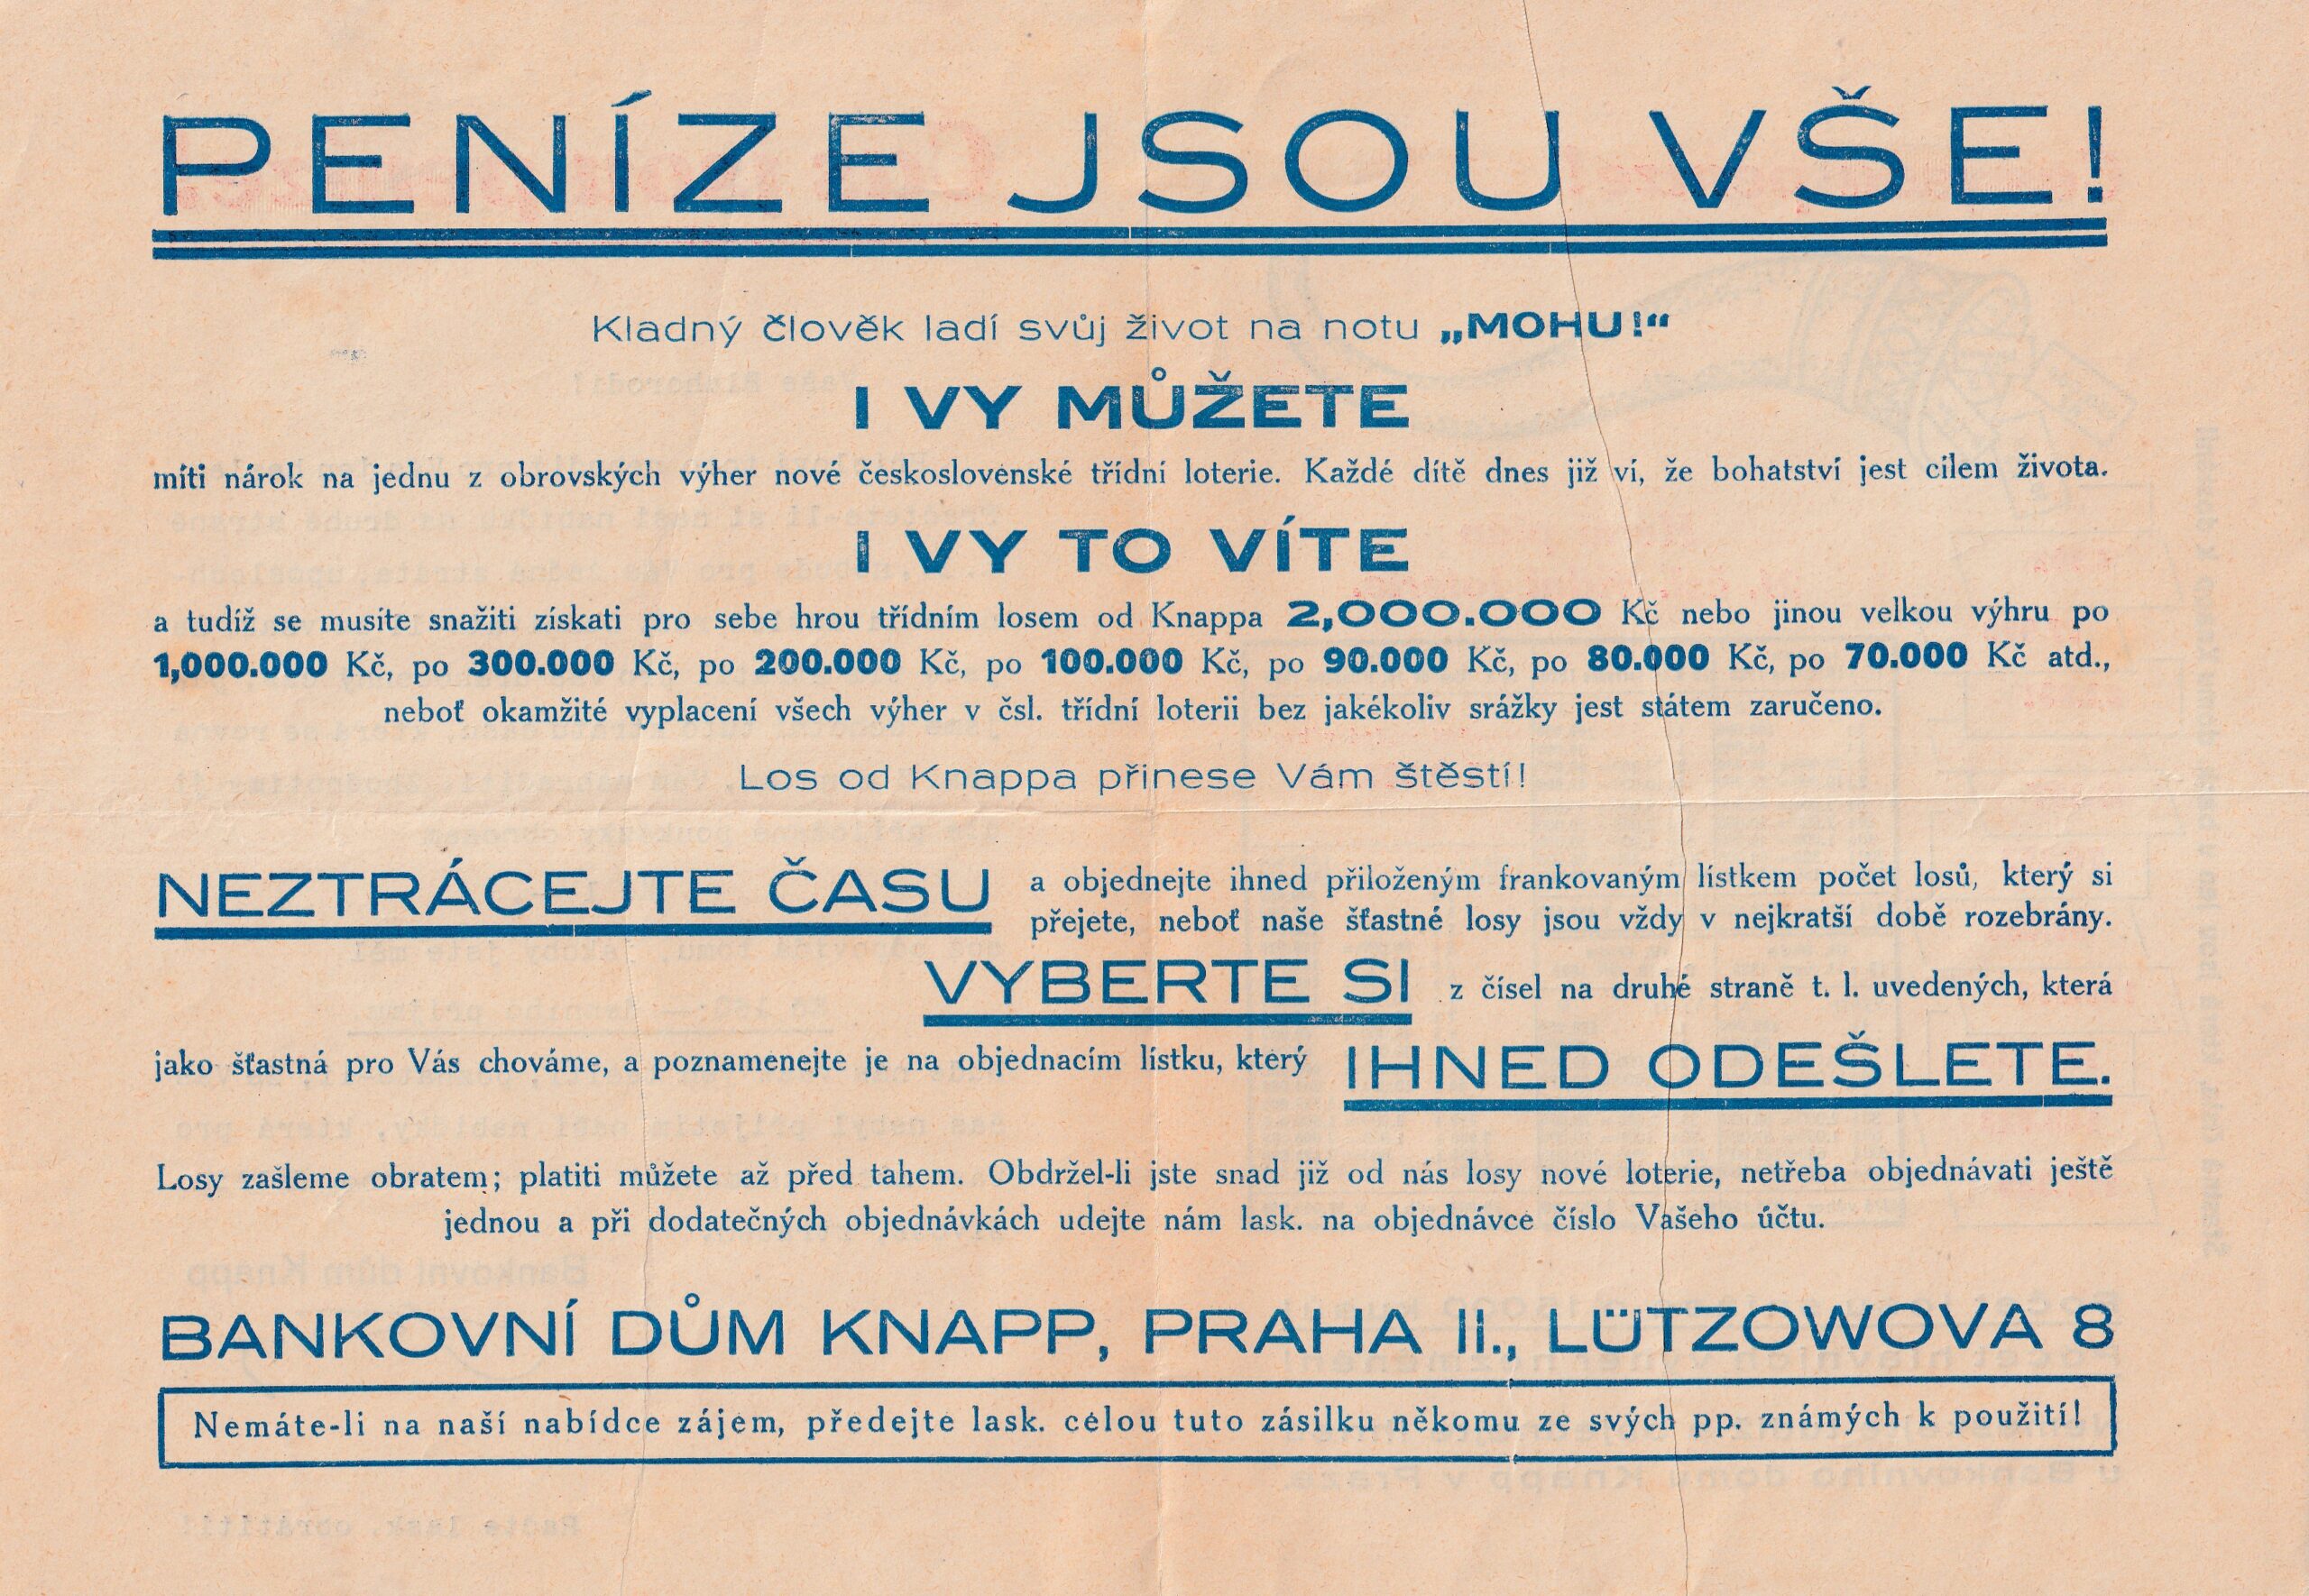 PENÍZE JSOU VŠE!
Kladný člověk ladí svůj život na notu „MOHU!“
I VY MŮŽETE
míti nárok na jednu z obrovských výher nové československé třídní loterie. Každé dítě dnes již ví, že bohatství jest cílem života.
I VY TO VÍTE
a tudíž se musíte snažiti získati pro sebe hrou třídním losem od Knappa 2,000.000 Kč nebo jinou velkou výhru po
1,000.000 Kč, po 300.000 Kč, po 200.000 Kč, po 100.000 Kč, po 90.000 Kč, po 80.000 Kč, po 70.000 Kč atd.,
neboť okamžité vyplacení všech výher v čsl. třídní loterii bez jakékoliv srážky jest státem zaručeno.
Los od Knappa přinese Vám štěstí!
NEZTRÁCEJTE ČASU a objednejte ihned přiloženým frankovaným lístkem počet losů, který si
přejete, neboť naše šťastné losy jsou vždy v nejkratší době rozebrány.
VYBERTE SI z čísel na druhé straně t. l. uvedených, která
jako šťastná pro Vás chováme, a poznamenejte je na objednacím lístku, který IHNED ODEŠLETE.
Losy zašleme obratem; platiti můžete až před tahem. Obdržel-li jste snad již od nás losy nové loterie, netřeba objednávati ještě
jednou a při dodatečných objednávkách udejte nám lask. na objednávce číslo Vašeho účtu.
BANKOVNÍ DŮM KNAPP, PRAHA II., LÜTZOWOVA 8
Nemáte-li na naší nabídce zájem, předejte lask. celou tuto zásilku někomu ze svých pp. známých k použití!